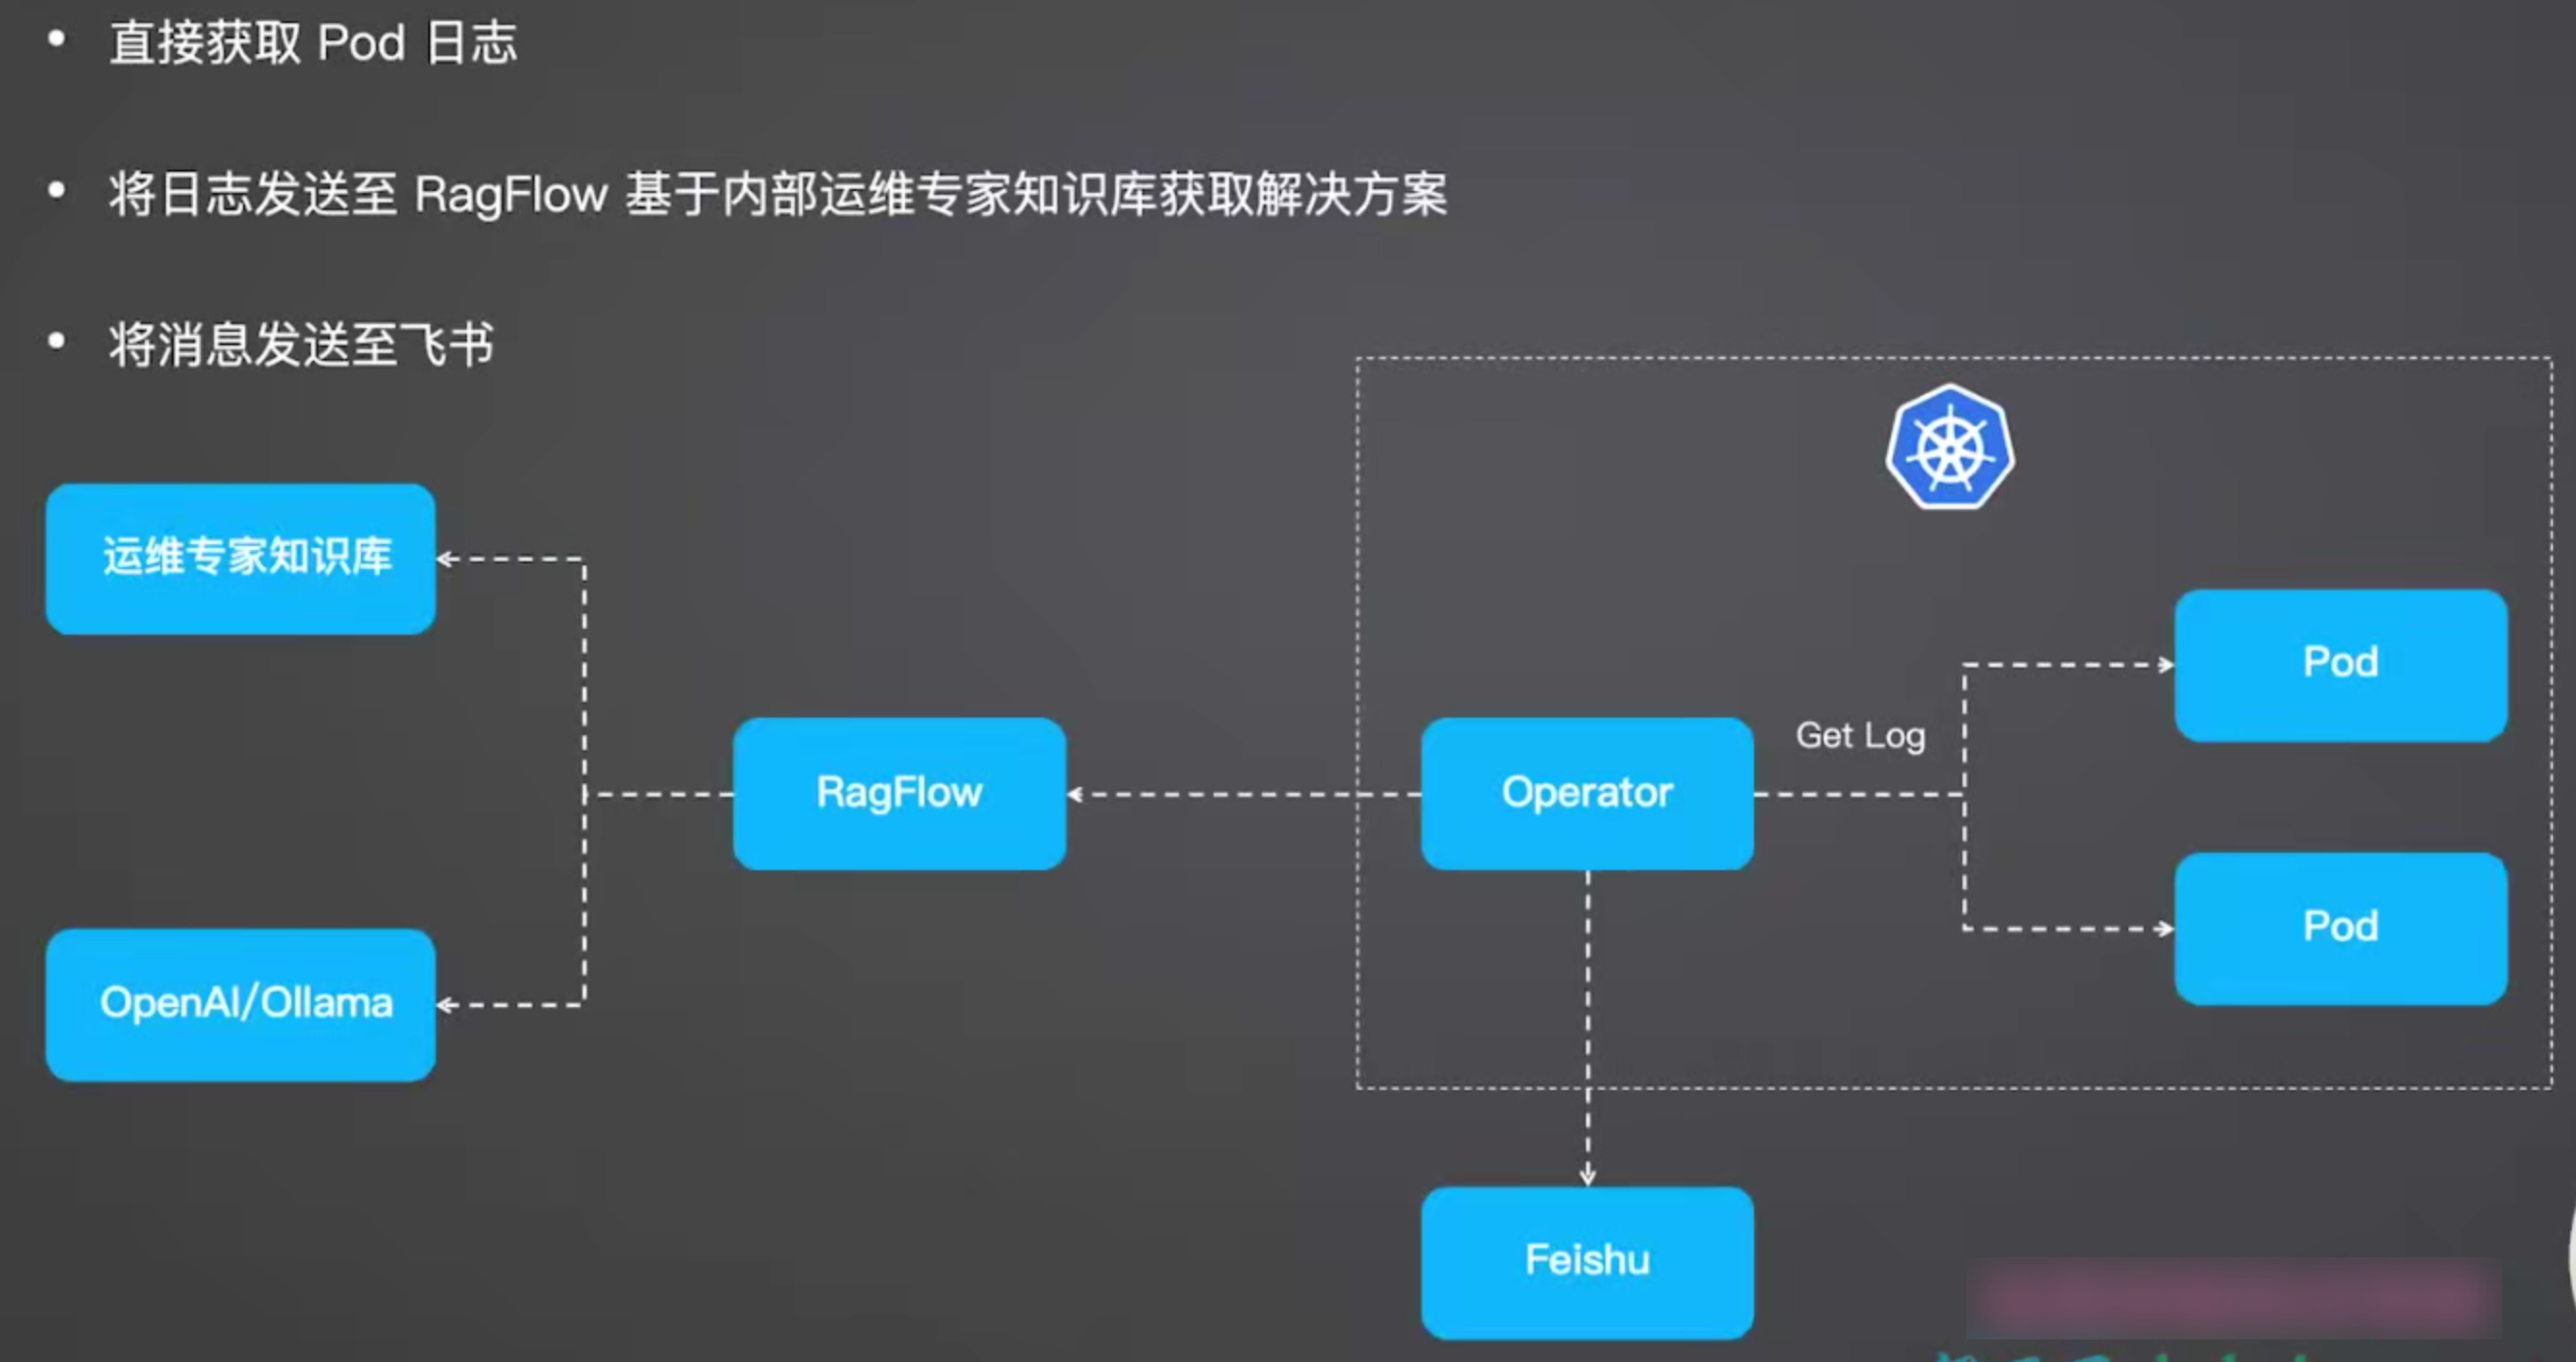 • 直接获取 Pod 日志
• 将日志发送至 RagFlow 基于内部运维专家知识库获取解决方案
• 将消息发送至飞书
运维专家知识库
Pod
Get Log
RagFlow
Operator
Pod
OpenAI/Ollama
Feishu